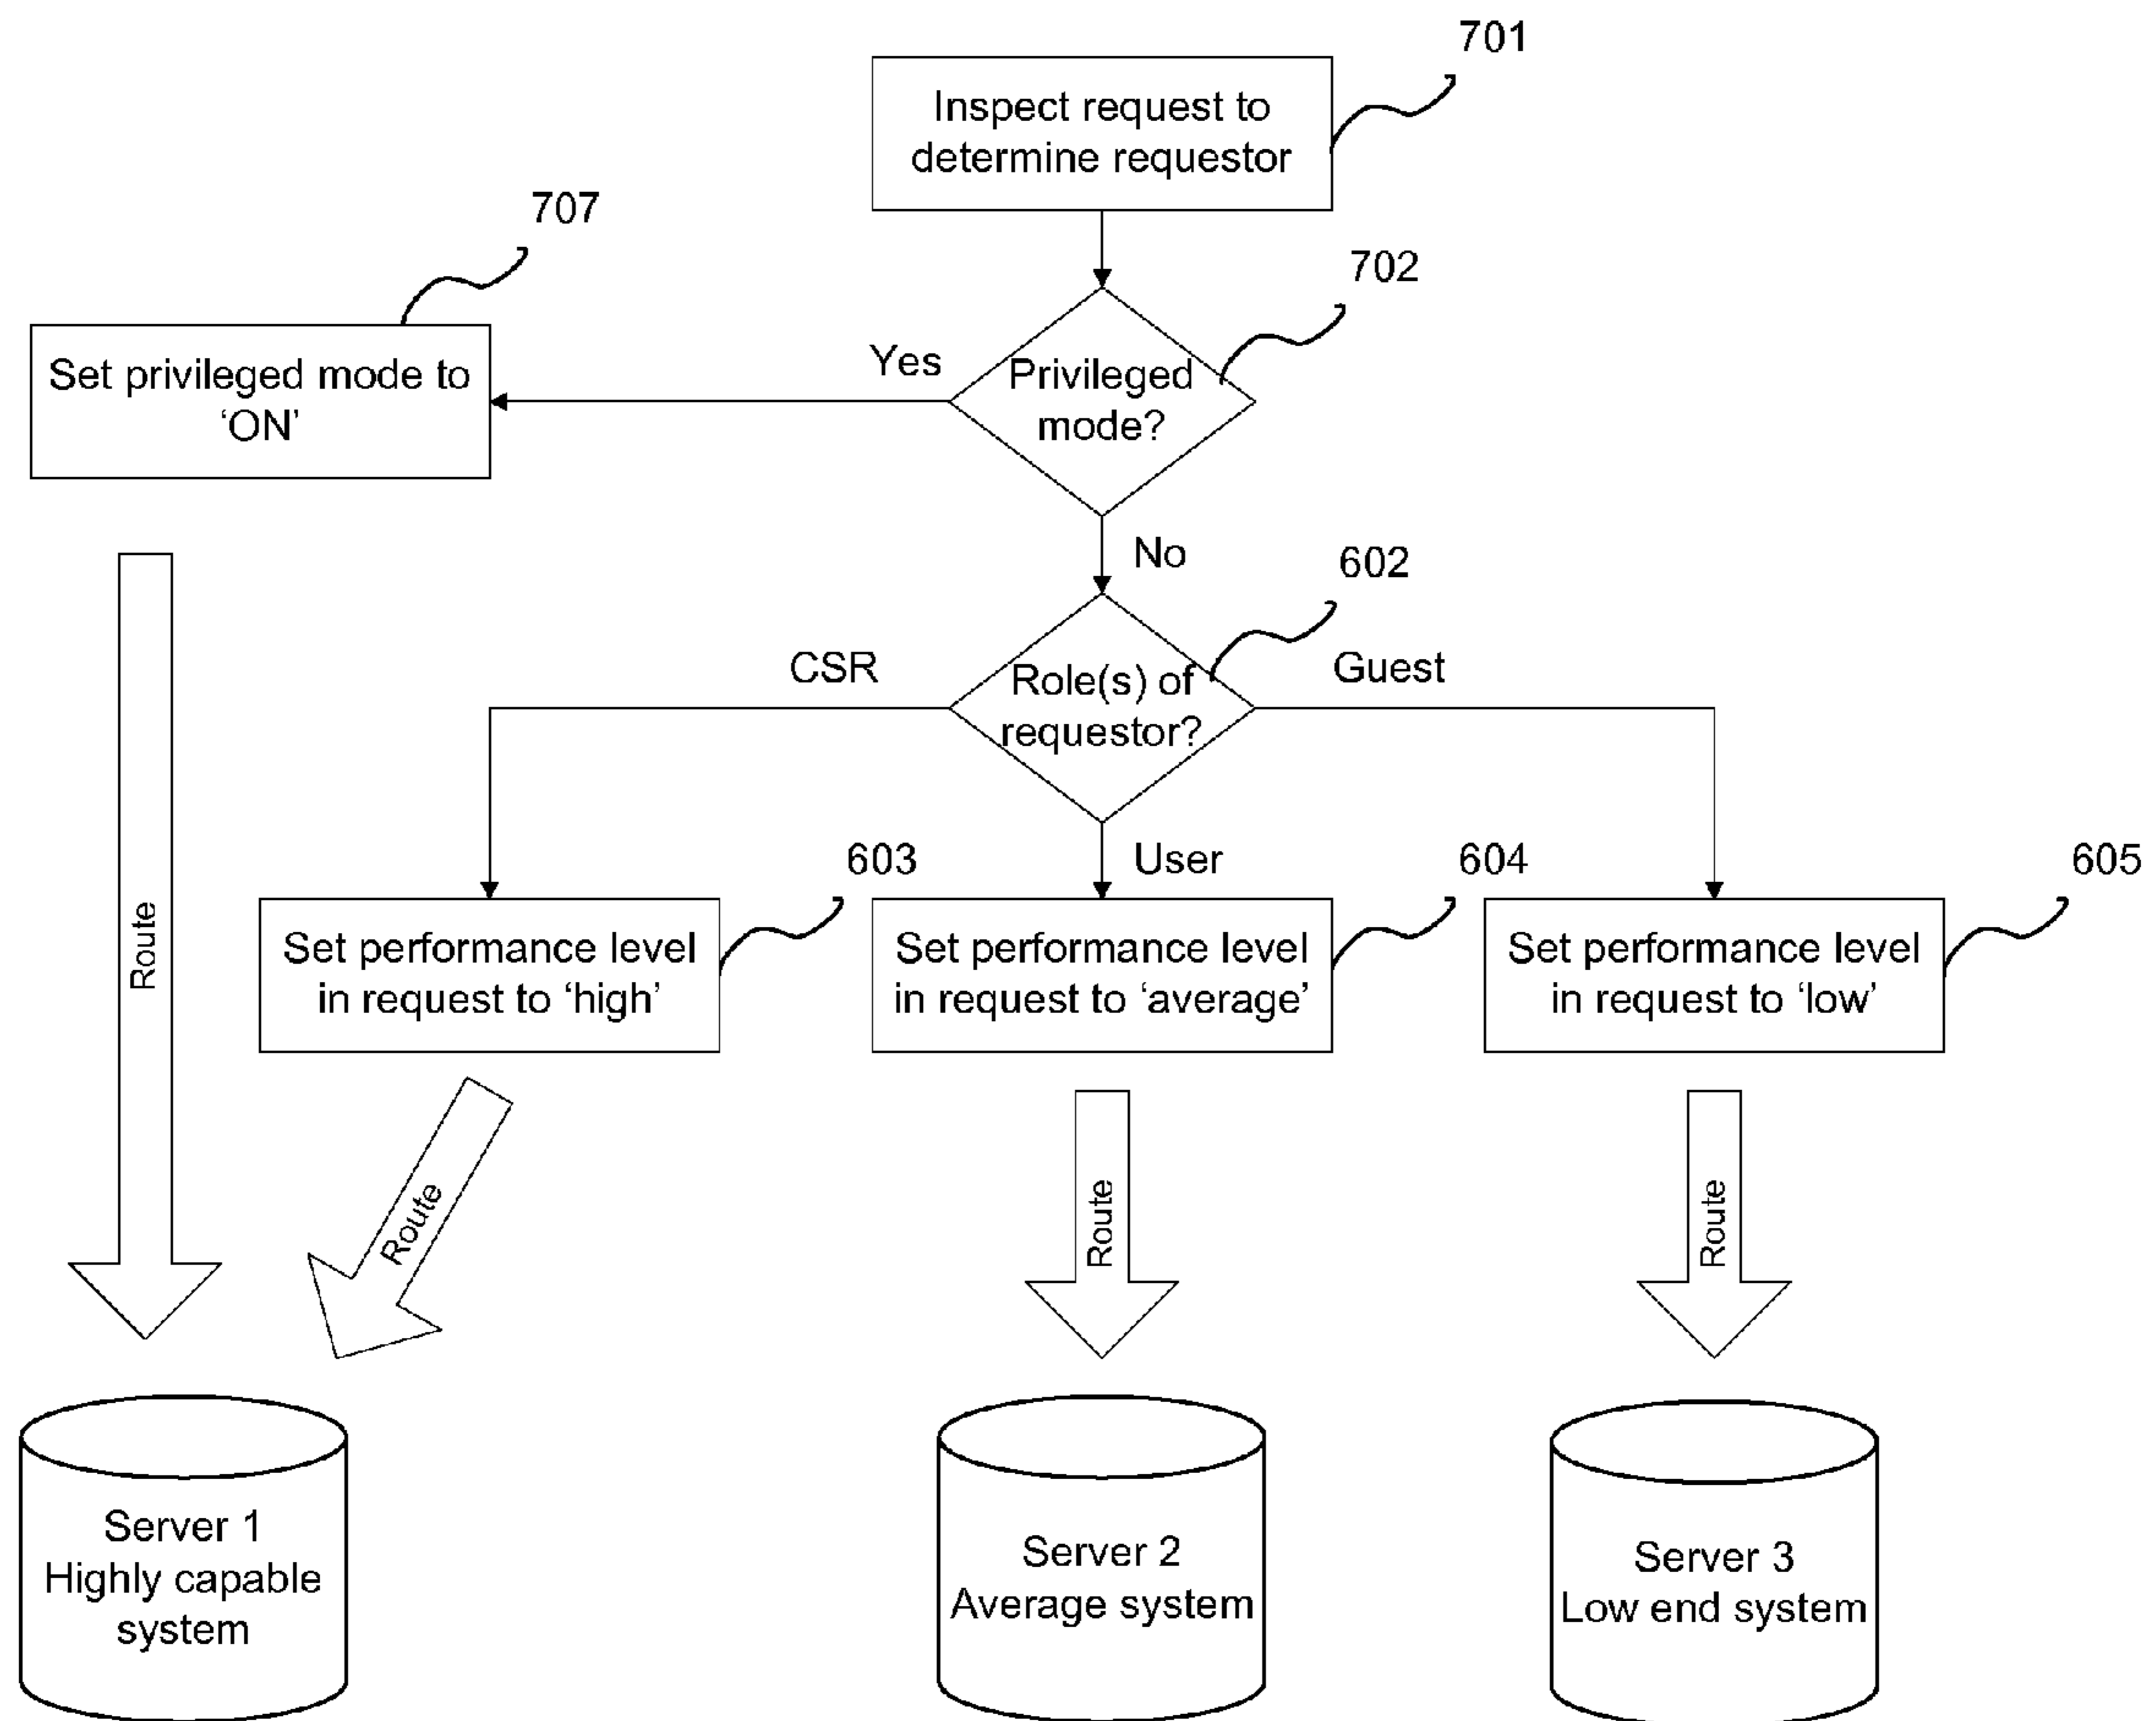 701
Inspect request to
determine requestor
707
702
Set privileged mode to
‘ON’
Yes
Privileged
mode?
No
602
CSR
Role(s) of
requestor?
Guest
603
User
604
605
Route
Set performance level
in request to ‘high’
Set performance level
in request to ‘average’
Set performance level
in request to ‘low’
Route
Route
Route
Server 1
Highly capable
system
Server 2
Average system
Server 3
Low end system